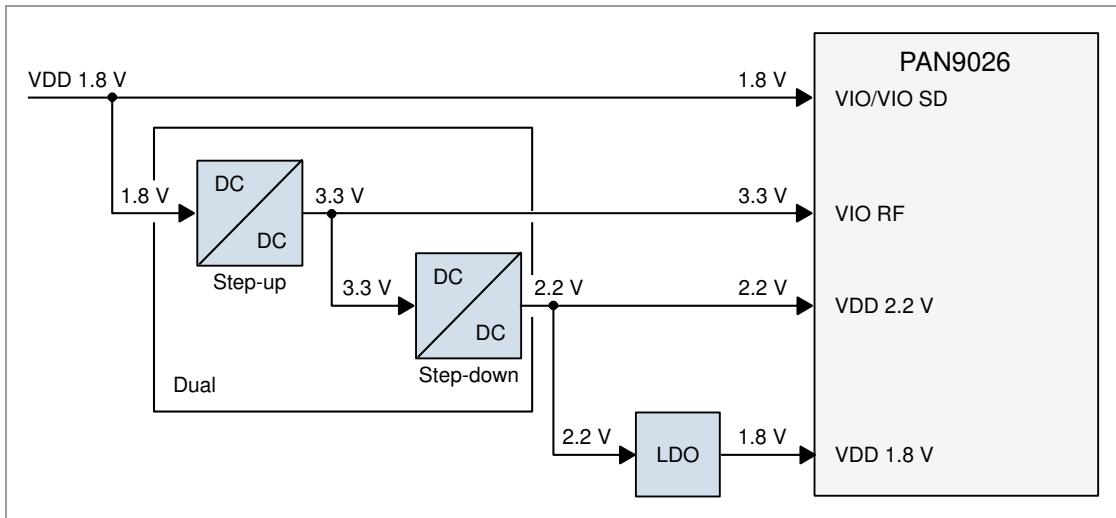 PAN9026
VDD 1.8 V
1.8 V
VIO/VIO SD
DC
DC
Step-up
1.8 V
3.3 V
3.3 V
VIO RF
3.3 V
DC
DC
Step-down
2.2 V
2.2 V
VDD 2.2 V
Dual
2.2 V
LDO
1.8 V
VDD 1.8 V